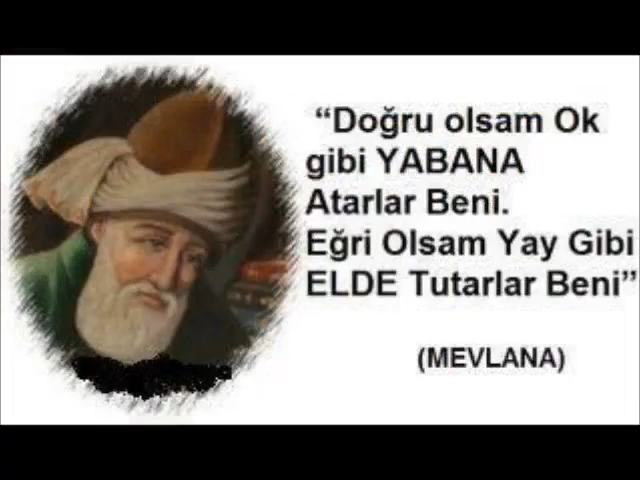 “Doğru olsam Ok
gibi YABANA
Atarlar Beni.
Eğri Olsam Yay Gibi
ELDE Tutarlar Beni”
(MEVLANA)